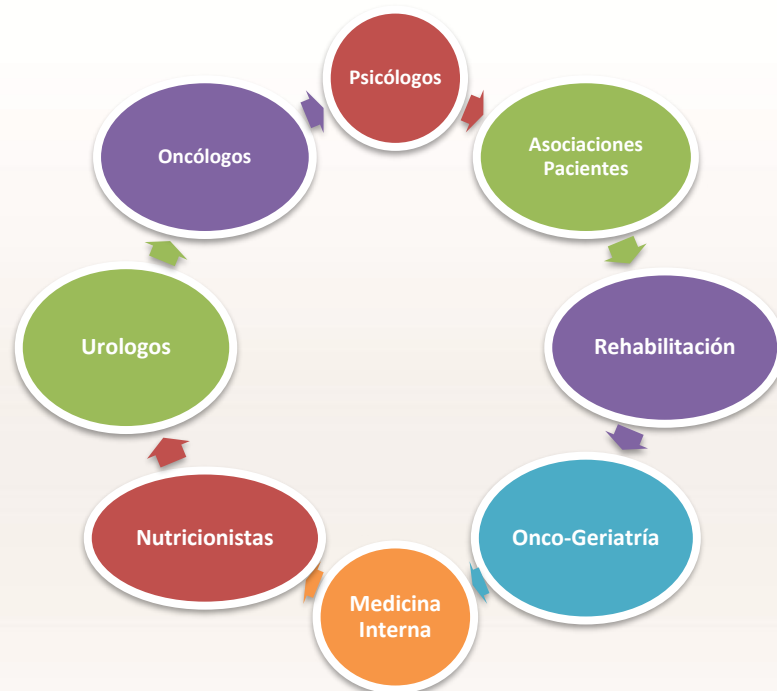 Psicólogos
Asociaciones
Pacientes
Rehabilitación
Onco-Geriatría
Medicina
Interna
Nutricionistas
Urologos
Oncólogos